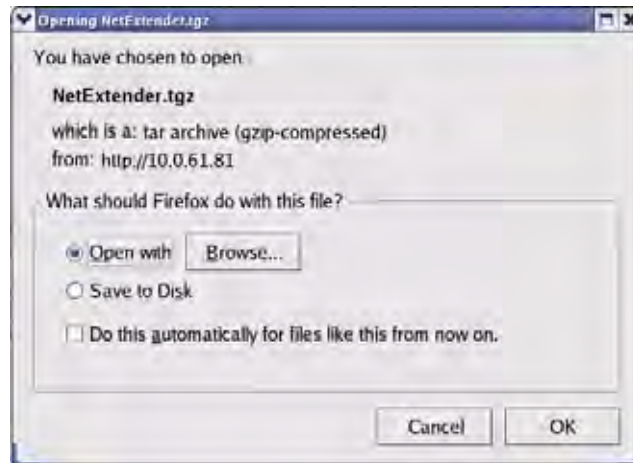 Opening NetExtender.tgz
You have chosen to open
NetExtender.tgz
which is a: tar archive (gzip-compressed)
from: http://10.0.61.81
What should Firefox do with this file?
Open with Browse...
Save to Disk
Do this automatically for files like this from now on.
Cancel OK